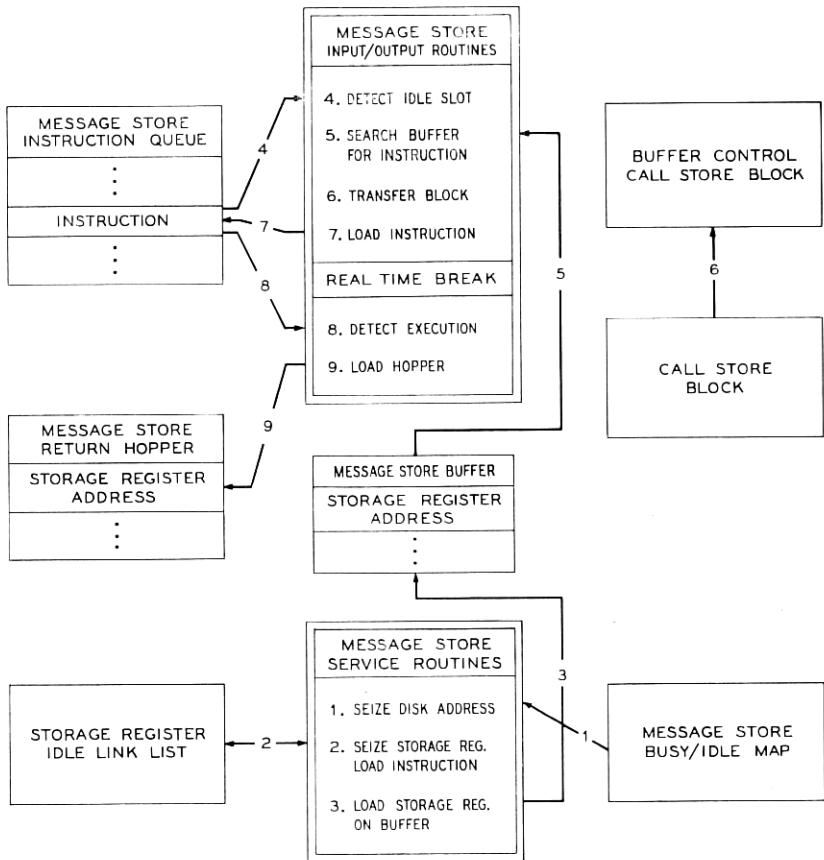 MESSAGE STORE
INPUT/OUTPUT ROUTINES
4. DETECT IDLE SLOT
5. SEARCH BUFFER
FOR INSTRUCTION
6. TRANSFER BLOCK
7. LOAD INSTRUCTION
REAL TIME BREAK
8. DETECT EXECUTION
9. LOAD HOPPER
MESSAGE STORE
INSTRUCTION QUEUE
INSTRUCTION
4
7
8
9
BUFFER CONTROL
CALL STORE BLOCK
6
CALL STORE
BLOCK
5
MESSAGE STORE
RETURN HOPPER
STORAGE REGISTER
ADDRESS
MESSAGE STORE BUFFER
STORAGE REGISTER
ADDRESS
3
MESSAGE STORE
SERVICE ROUTINES
1. SEIZE DISK ADDRESS
2. SEIZE STORAGE REG.
LOAD INSTRUCTION
3. LOAD STORAGE REG.
ON BUFFER
STORAGE REGISTER
IDLE LINK LIST
2
1
MESSAGE STORE
BUSY/IDLE MAP